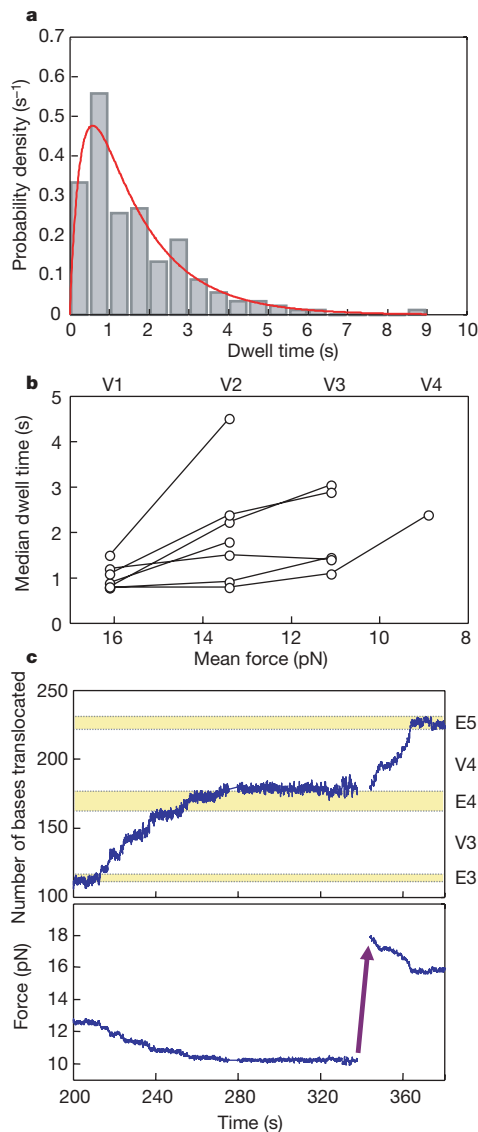 a
0.7
0.6
0.5
0.4
0.3
0.2
0.1
0
Probability density (s⁻¹)
0 1 2 3 4 5 6 7 8 9 10
Dwell time (s)
b
V1 V2 V3 V4
5
4
3
2
1
0
Median dwell time (s)
16 14 12 10 8
Mean force (pN)
c
250
200
150
100
Number of bases translocated
E5
V4
E4
V3
E3
18
16
14
12
10
Force (pN)
200 240 280 320 360
Time (s)